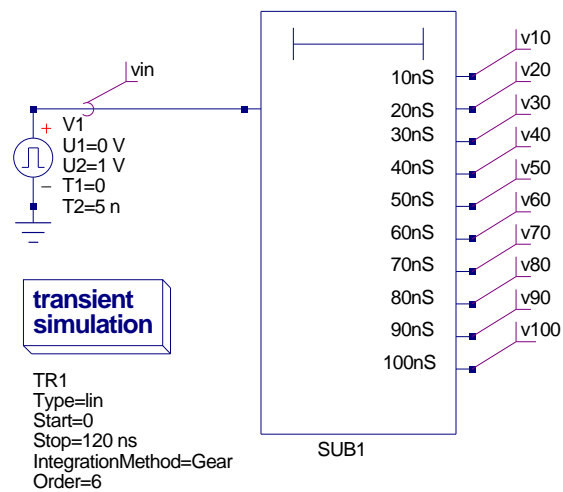 vin
+
V1
U1=0 V
U2=1 V
−
T1=0
T2=5 n
transient
simulation
TR1
Type=lin
Start=0
Stop=120 ns
IntegrationMethod=Gear
Order=6
10nS
20nS
30nS
40nS
50nS
60nS
70nS
80nS
90nS
100nS
SUB1
v10
v20
v30
v40
v50
v60
v70
v80
v90
v100